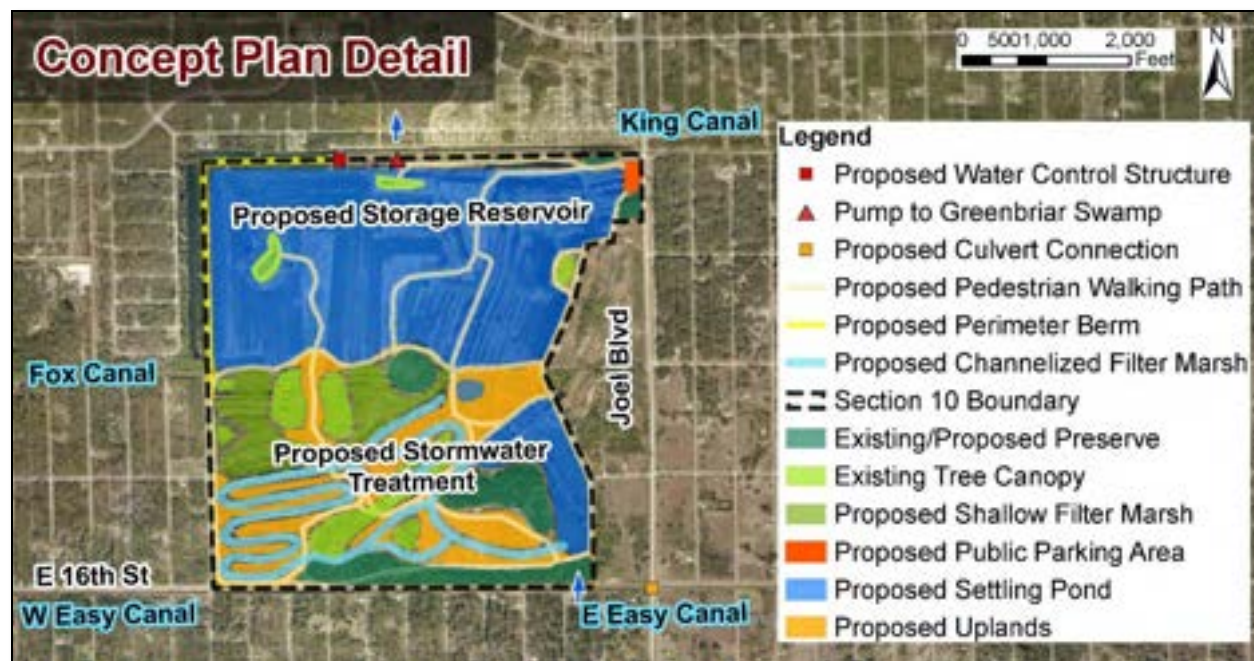 Concept Plan Detail
0 500 1,000 2,000
Feet
N
King Canal
Proposed Storage Reservoir
Fox Canal
Joel Blvd
Proposed Stormwater
Treatment
E 16th St
W Easy Canal
E Easy Canal
Legend
Proposed Water Control Structure
Pump to Greenbriar Swamp
Proposed Culvert Connection
Proposed Pedestrian Walking Path
Proposed Perimeter Berm
Proposed Channelized Filter Marsh
Section 10 Boundary
Existing/Proposed Preserve
Existing Tree Canopy
Proposed Shallow Filter Marsh
Proposed Public Parking Area
Proposed Settling Pond
Proposed Uplands